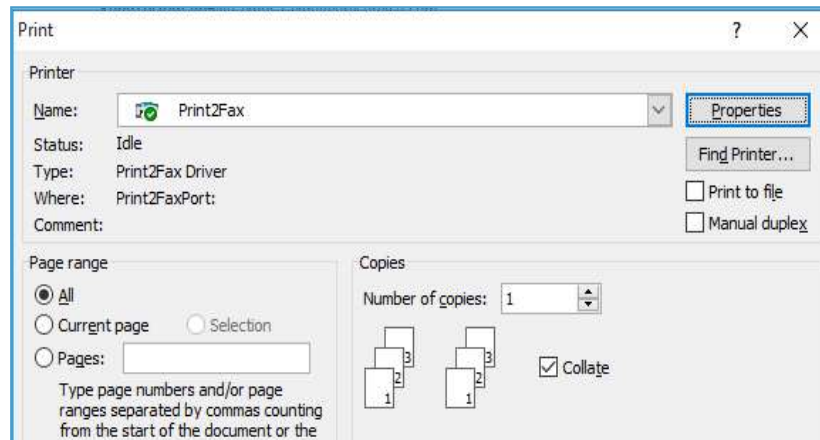 Print
?
X
Printer
Name: Print2Fax
Properties
Status: Idle
Find Printer...
Type: Print2Fax Driver
Where: Print2FaxPort:
Print to file
Comment:
Manual duplex
Page range
All
Current page Selection
Pages:
Type page numbers and/or page
ranges separated by commas counting
from the start of the document or the
Copies
Number of copies: 1
3 3
2 2
1 1
Collate